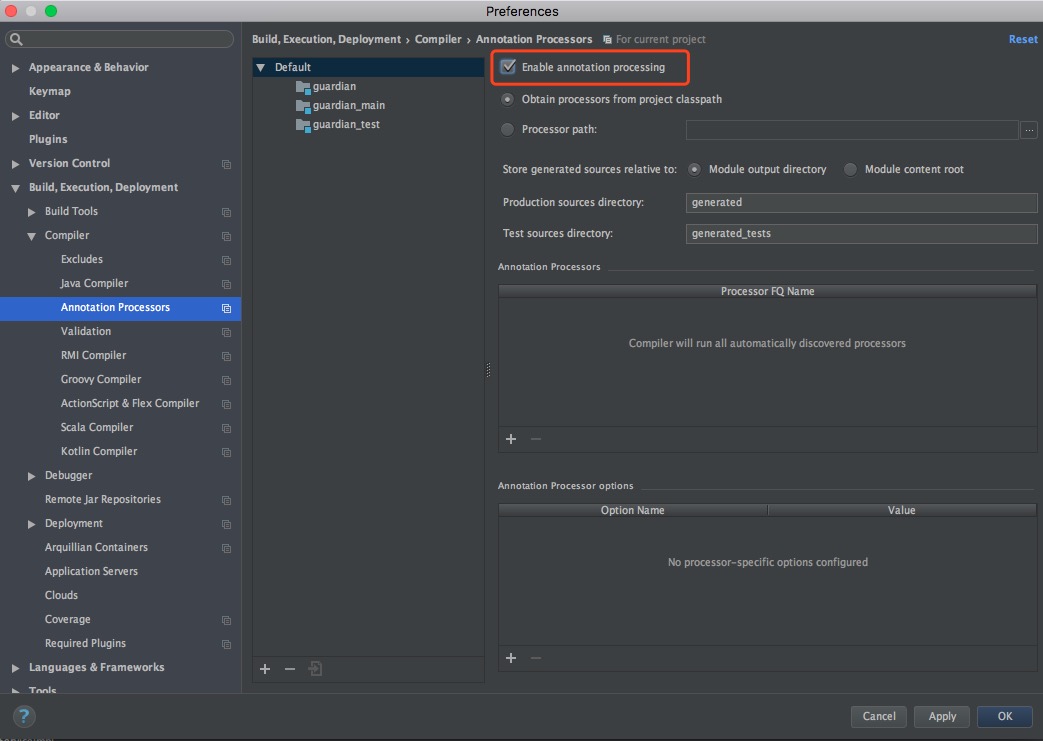 Preferences
Build, Execution, Deployment › Compiler › Annotation Processors For current project Reset
Appearance & Behavior
Keymap
Editor
Plugins
Version Control
Build, Execution, Deployment
Build Tools
Compiler
Excludes
Java Compiler
Annotation Processors
Validation
RMI Compiler
Groovy Compiler
ActionScript & Flex Compiler
Scala Compiler
Kotlin Compiler
Debugger
Remote Jar Repositories
Deployment
Arquillian Containers
Application Servers
Clouds
Coverage
Required Plugins
Languages & Frameworks
Tools
Default
guardian
guardian_main
guardian_test
Enable annotation processing
Obtain processors from project classpath
Processor path: ...
Store generated sources relative to: Module output directory Module content root
Production sources directory: generated
Test sources directory: generated_tests
Annotation Processors
Processor FQ Name
Compiler will run all automatically discovered processors
Annotation Processor options
Option Name Value
No processor-specific options configured
? Cancel Apply OK